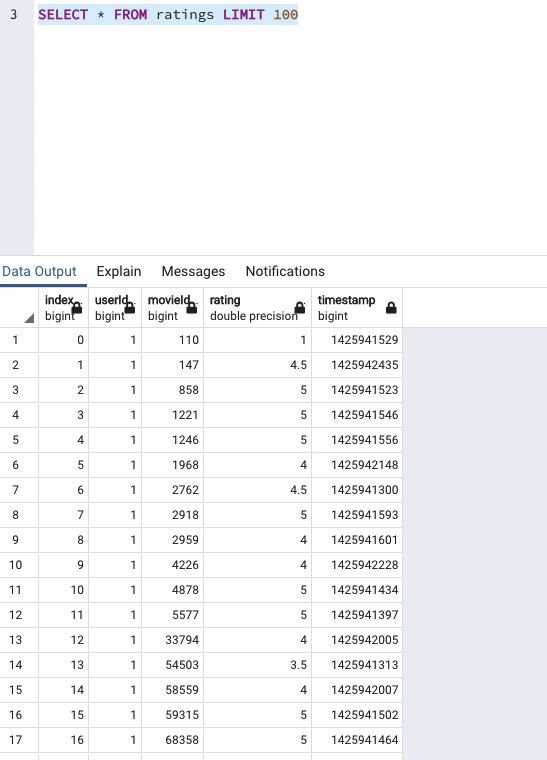 3 SELECT * FROM ratings LIMIT 100
Data Output Explain Messages Notifications
index userId movieId rating timestamp
bigint bigint bigint double precision bigint
1 0 1 110 1 1425941529
2 1 1 147 4.5 1425942435
3 2 1 858 5 1425941523
4 3 1 1221 5 1425941546
5 4 1 1246 5 1425941556
6 5 1 1968 4 1425942148
7 6 1 2762 4.5 1425941300
8 7 1 2918 5 1425941593
9 8 1 2959 4 1425941601
10 9 1 4226 4 1425942228
11 10 1 4878 5 1425941434
12 11 1 5577 5 1425941397
13 12 1 33794 4 1425942005
14 13 1 54503 3.5 1425941313
15 14 1 58559 4 1425942007
16 15 1 59315 5 1425941502
17 16 1 68358 5 1425941464